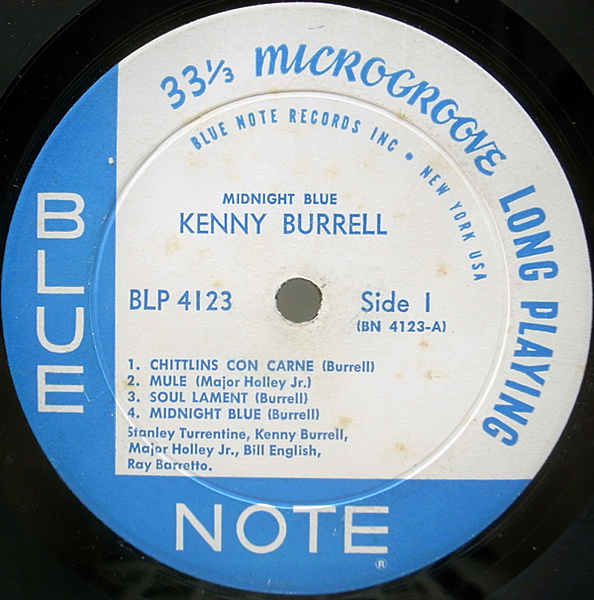 33⅓ MICROGROOVE LONG PLAYING
BLUE NOTE RECORDS INC • NEW YORK USA
MIDNIGHT BLUE
KENNY BURRELL
BLP 4123
Side 1
(BN 4123-A)
1. CHITTLINS CON CARNE (Burrell)
2. MULE (Major Holley Jr.)
3. SOUL LAMENT (Burrell)
4. MIDNIGHT BLUE (Burrell)
Stanley Turrentine, Kenny Burrell,
Major Holley Jr., Bill English,
Ray Barretto.
BLUE
NOTE
®